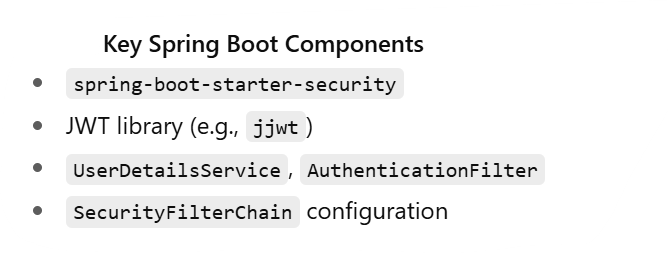 Key Spring Boot Components
• spring-boot-starter-security
• JWT library (e.g., jjwt)
• UserDetailsService, AuthenticationFilter
• SecurityFilterChain configuration